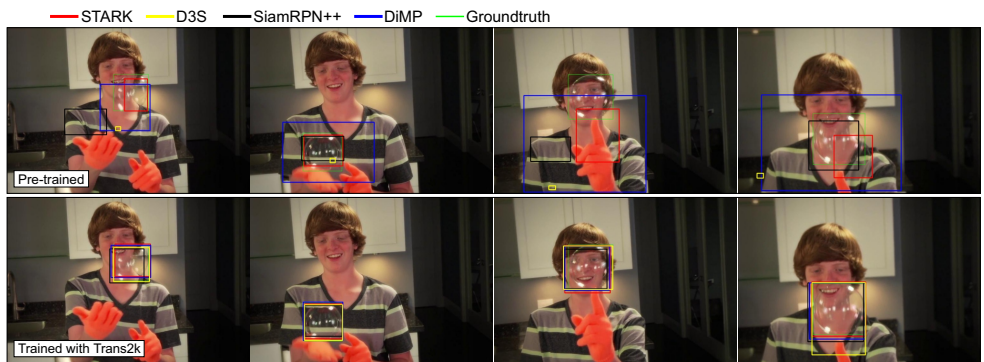 STARK D3S SiamRPN++ DiMP Groundtruth
Pre-trained
Trained with Trans2k